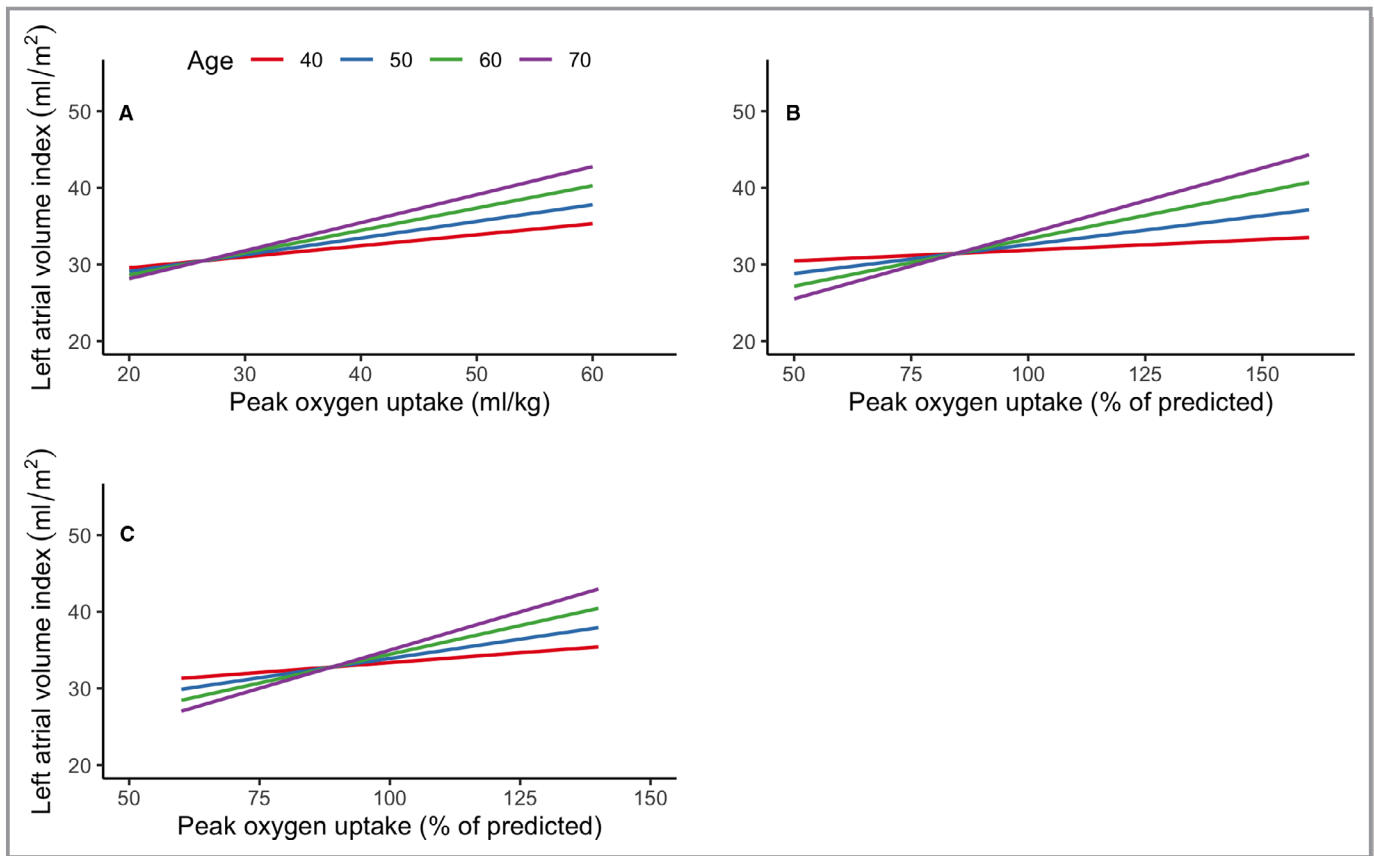 Age 40 50 60 70
Left atrial volume index (ml/m²)
A
50
40
30
20
20 30 40 50 60
Peak oxygen uptake (ml/kg)
B
50
40
30
20
50 75 100 125 150
Peak oxygen uptake (% of predicted)
Left atrial volume index (ml/m²)
C
50
40
30
20
50 75 100 125 150
Peak oxygen uptake (% of predicted)